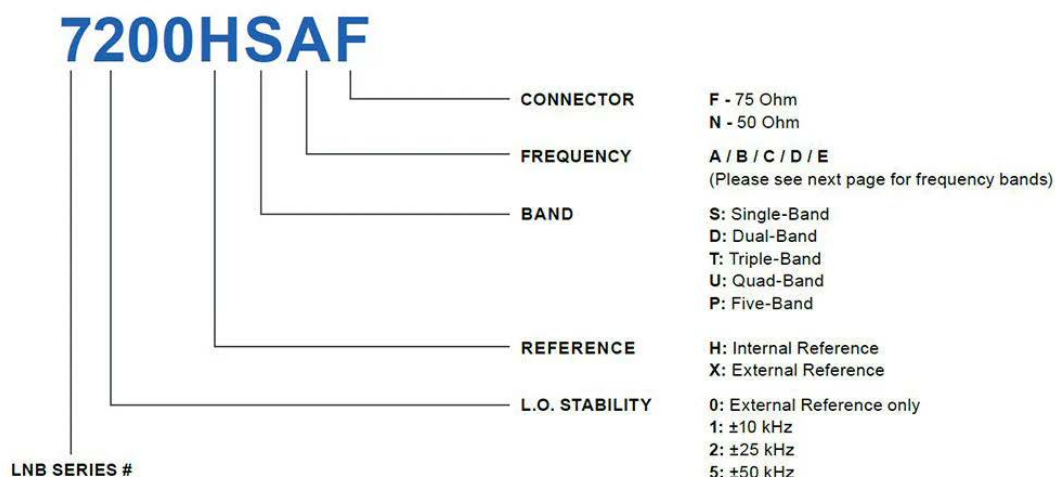 7200HSAF
CONNECTOR F - 75 Ohm
N - 50 Ohm
FREQUENCY A / B / C / D / E
(Please see next page for frequency bands)
BAND S: Single-Band
D: Dual-Band
T: Triple-Band
U: Quad-Band
P: Five-Band
REFERENCE H: Internal Reference
X: External Reference
L.O. STABILITY 0: External Reference only
1: ±10 kHz
2: ±25 kHz
LNB SERIES # 5: ±50 kHz